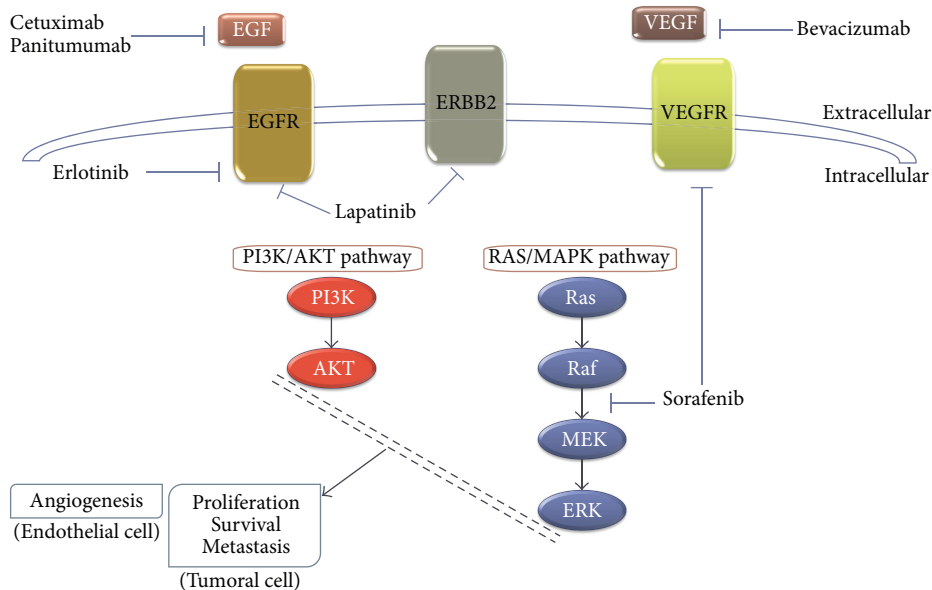 Cetuximab
Panitumumab
EGF
VEGF
Bevacizumab
EGFR
ERBB2
VEGFR
Extracellular
Intracellular
Erlotinib
Lapatinib
PI3K/AKT pathway
RAS/MAPK pathway
PI3K
Ras
AKT
Raf
Sorafenib
MEK
ERK
Angiogenesis
(Endothelial cell)
Proliferation
Survival
Metastasis
(Tumoral cell)